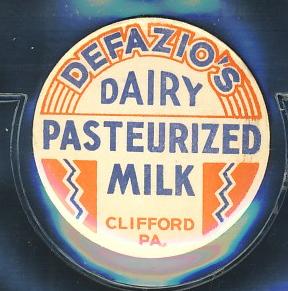 DEFAZIO'S
DAIRY
PASTEURIZED
MILK
CLIFFORD
PA.